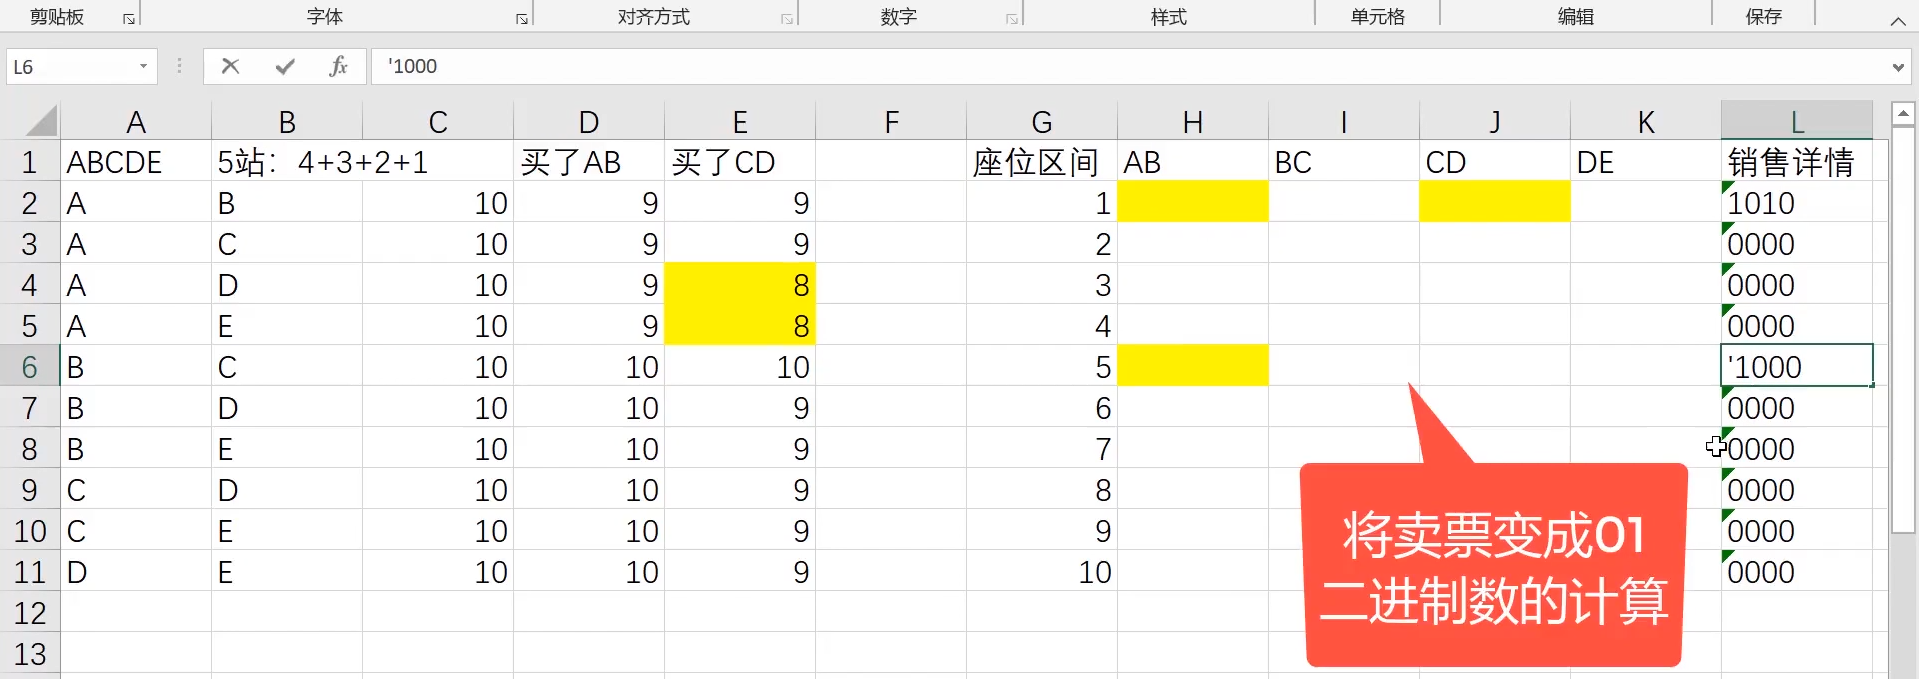 剪贴板 字体 对齐方式 数字 样式 单元格 编辑 保存
L6 fx '1000
A B C D E F G H I J K L
1 ABCDE 5站：4+3+2+1 买了AB 买了CD 座位区间 AB BC CD DE 销售详情
2 A B 10 9 9 1 1010
3 A C 10 9 9 2 0000
4 A D 10 9 8 3 0000
5 A E 10 9 8 4 0000
6 B C 10 10 10 5 '1000
7 B D 10 10 9 6 0000
8 B E 10 10 9 7 0000
9 C D 10 10 9 8 0000
10 C E 10 10 9 9 0000
11 D E 10 10 9 10 0000
12
13
将卖票变成01
二进制数的计算